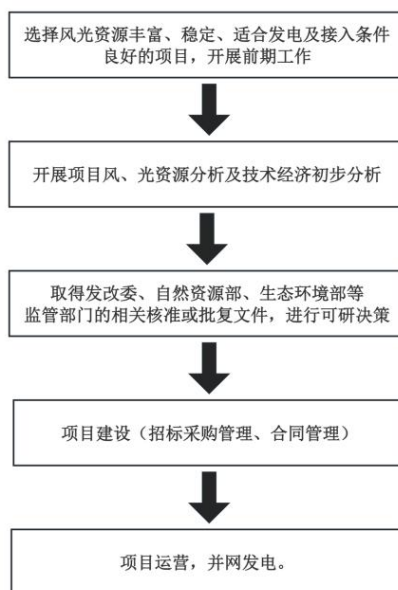 选择风光资源丰富、稳定、适合发电及接入条件
良好的项目，开展前期工作
开展项目风、光资源分析及技术经济初步分析
取得发改委、自然资源部、生态环境部等
监管部门的相关核准或批复文件，进行可研决策
项目建设（招标采购管理、合同管理）
项目运营，并网发电。